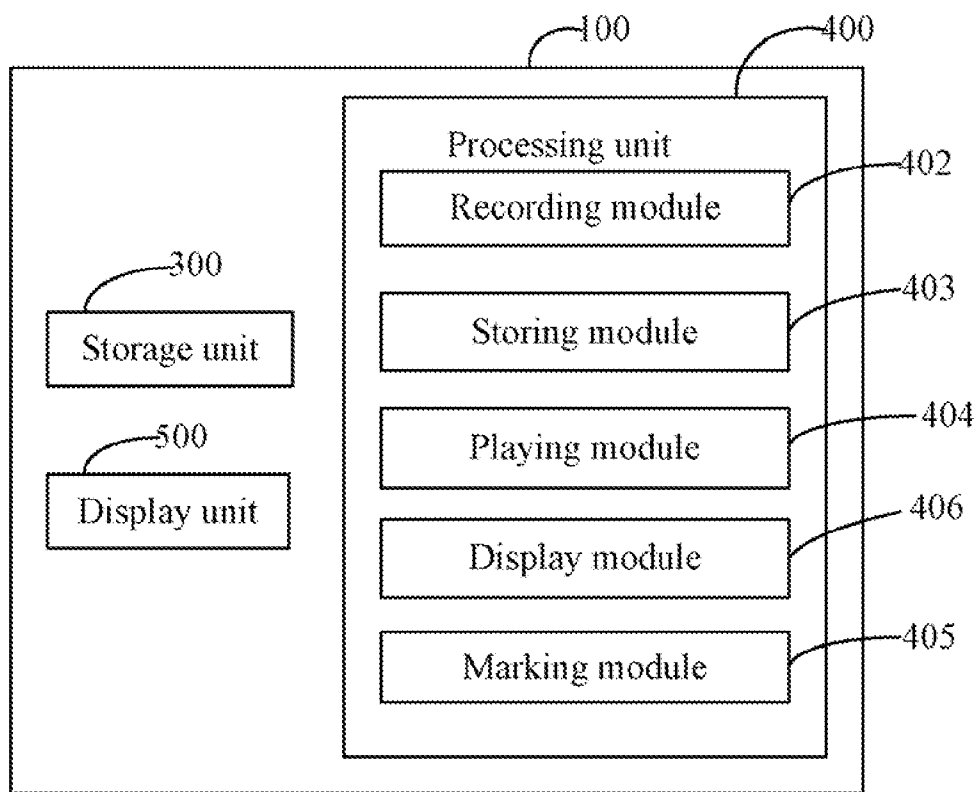 100
400
Processing unit
402
Recording module
300
403
Storage unit
Storing module
404
500
Playing module
Display unit
406
Display module
405
Marking module